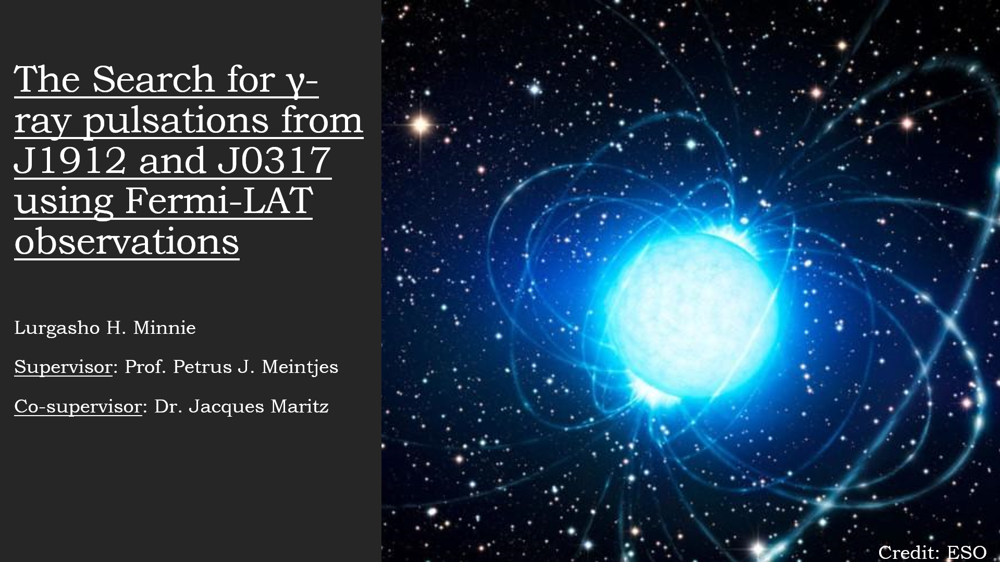 The Search for γ-
ray pulsations from
J1912 and J0317
using Fermi-LAT
observations
Lurgasho H. Minnie
Supervisor: Prof. Petrus J. Meintjes
Co-supervisor: Dr. Jacques Maritz
Credit: ESO